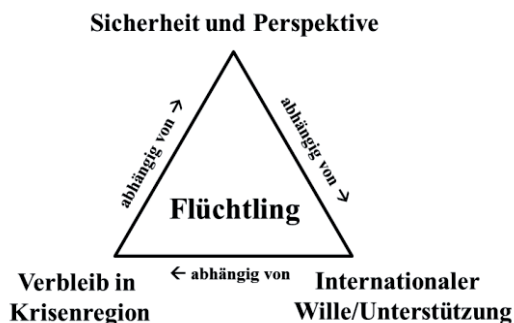 Sicherheit und Perspektive
abhängig von →
abhängig von →
Flüchtling
← abhängig von
Verbleib in
Krisenregion
Internationaler
Wille/Unterstützung